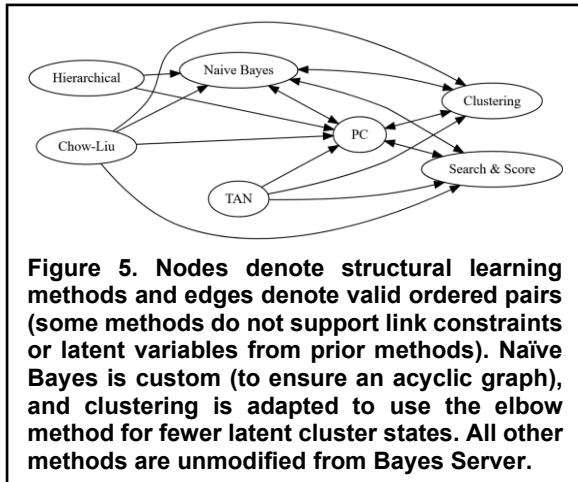 Hierarchical
Naive Bayes
Clustering
Chow-Liu
PC
Search & Score
TAN
Figure 5. Nodes denote structural learning
methods and edges denote valid ordered pairs
(some methods do not support link constraints
or latent variables from prior methods). Naïve
Bayes is custom (to ensure an acyclic graph),
and clustering is adapted to use the elbow
method for fewer latent cluster states. All other
methods are unmodified from Bayes Server.